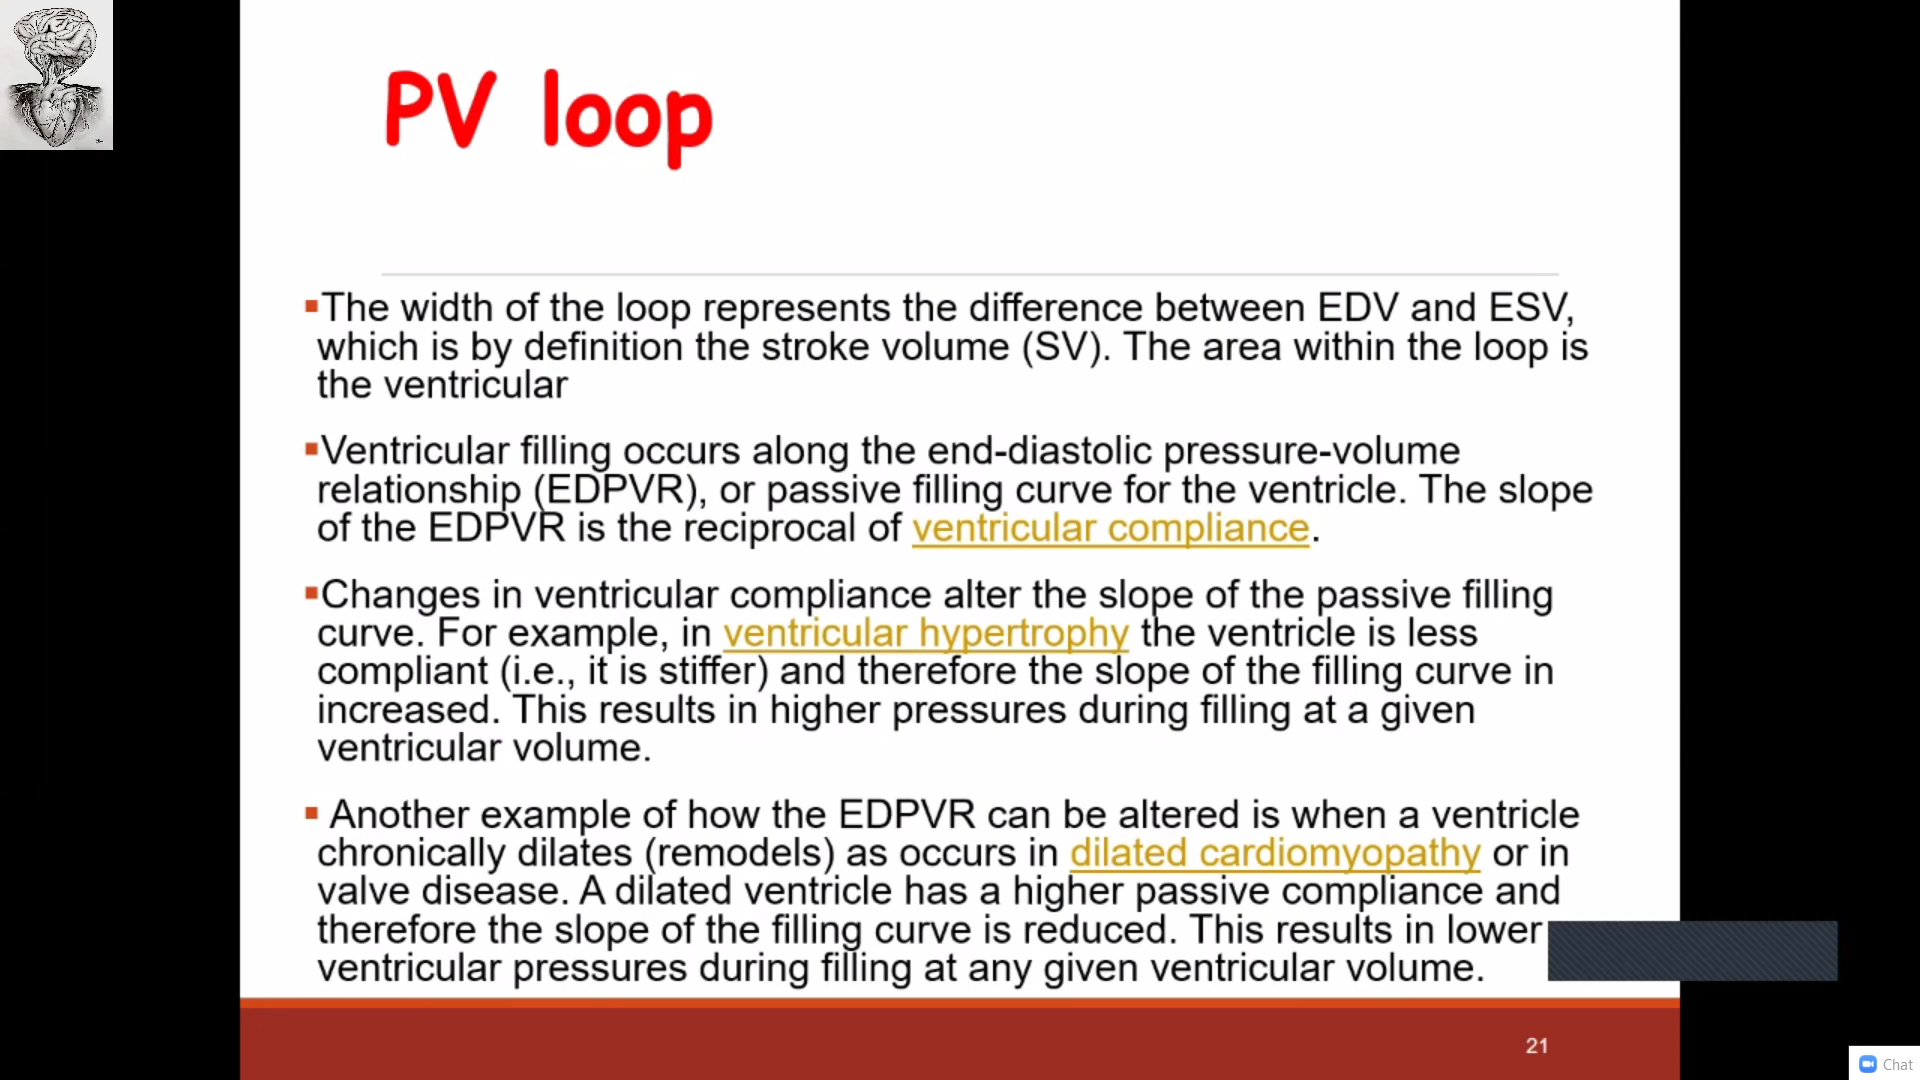 PV loop
▪The width of the loop represents the difference between EDV and ESV,
which is by definition the stroke volume (SV). The area within the loop is
the ventricular
▪Ventricular filling occurs along the end-diastolic pressure-volume
relationship (EDPVR), or passive filling curve for the ventricle. The slope
of the EDPVR is the reciprocal of ventricular compliance.
▪Changes in ventricular compliance alter the slope of the passive filling
curve. For example, in ventricular hypertrophy the ventricle is less
compliant (i.e., it is stiffer) and therefore the slope of the filling curve in
increased. This results in higher pressures during filling at a given
ventricular volume.
▪ Another example of how the EDPVR can be altered is when a ventricle
chronically dilates (remodels) as occurs in dilated cardiomyopathy or in
valve disease. A dilated ventricle has a higher passive compliance and
therefore the slope of the filling curve is reduced. This results in lower
ventricular pressures during filling at any given ventricular volume.
21
Chat